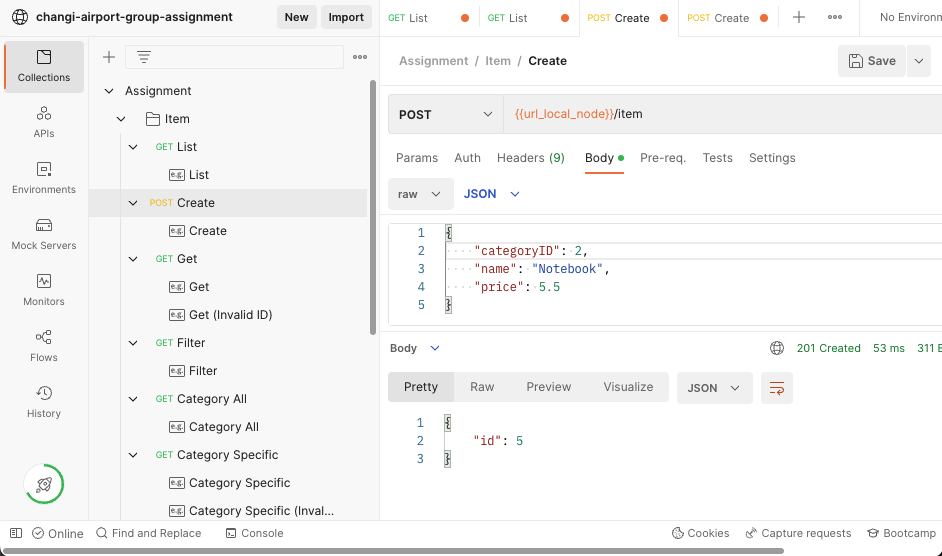 changi-airport-group-assignment
New
Import
GET List
GET List
POST Create
POST Create
No Environm
Collections
APIs
Environments
Mock Servers
Monitors
Flows
History
Assignment
Item
GET List
e.g. List
POST Create
e.g. Create
GET Get
e.g. Get
e.g. Get (Invalid ID)
GET Filter
e.g. Filter
GET Category All
e.g. Category All
GET Category Specific
e.g. Category Specific
e.g. Category Specific (Inval...
Assignment / Item / Create
Save
POST
{{url_local_node}}/item
Params Auth Headers (9) Body Pre-req. Tests Settings
raw
JSON
1 {
2 "categoryID": 2,
3 "name": "Notebook",
4 "price": 5.5
5 }
Body
201 Created 53 ms 311 B
Pretty Raw Preview Visualize JSON
1 {
2 "id": 5
3 }
Online
Find and Replace
Console
Cookies
Capture requests
Bootcamp